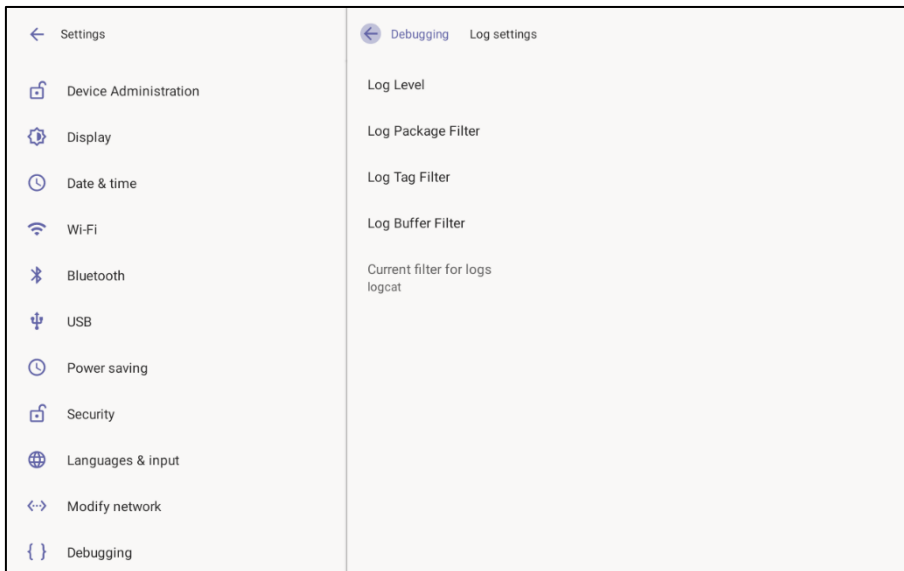 Settings
Device Administration
Display
Date & time
Wi-Fi
Bluetooth
USB
Power saving
Security
Languages & input
Modify network
Debugging
Debugging Log settings
Log Level
Log Package Filter
Log Tag Filter
Log Buffer Filter
Current filter for logs
logcat